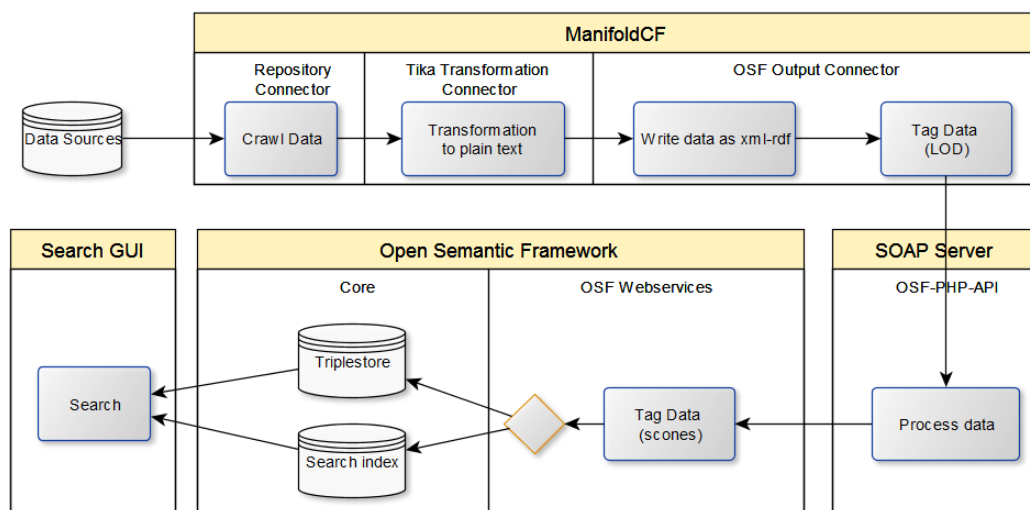 ManifoldCF
Repository
Connector
Tika Transformation
Connector
OSF Output Connector
Data Sources
Crawl Data
Transformation
to plain text
Write data as xml-rdf
Tag Data
(LOD)
Search GUI
Open Semantic Framework
SOAP Server
Core
OSF Webservices
OSF-PHP-API
Triplestore
Search
Search index
Tag Data
(scones)
Process data